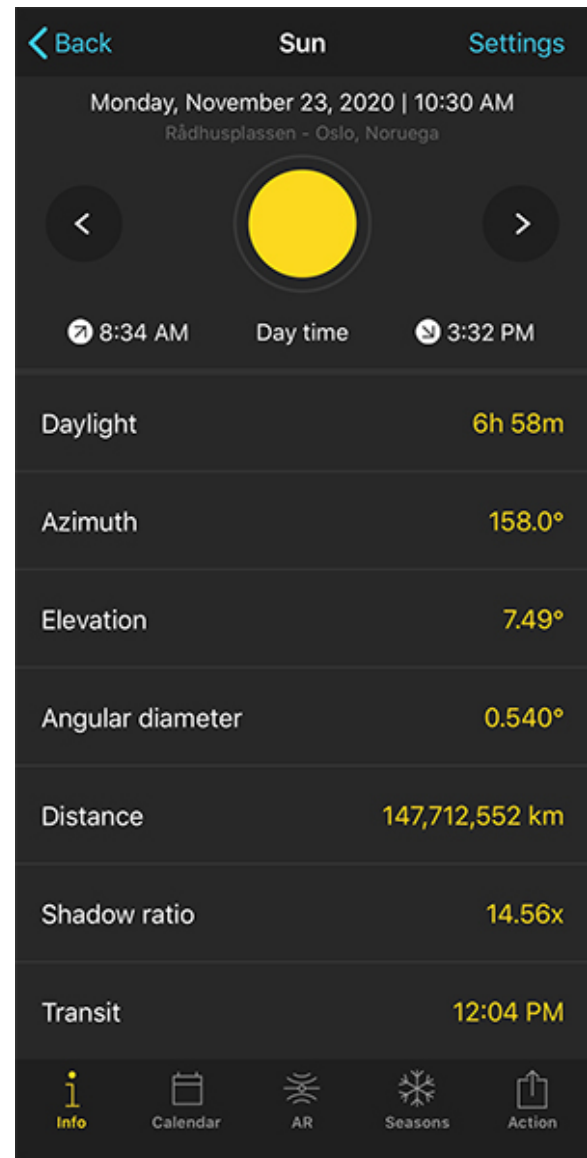 Back Sun Settings
Monday, November 23, 2020 | 10:30 AM
Rådhusplassen - Oslo, Noruega
8:34 AM Day time 3:32 PM
Daylight 6h 58m
Azimuth 158.0°
Elevation 7.49°
Angular diameter 0.540°
Distance 147,712,552 km
Shadow ratio 14.56x
Transit 12:04 PM
Info Calendar AR Seasons Action